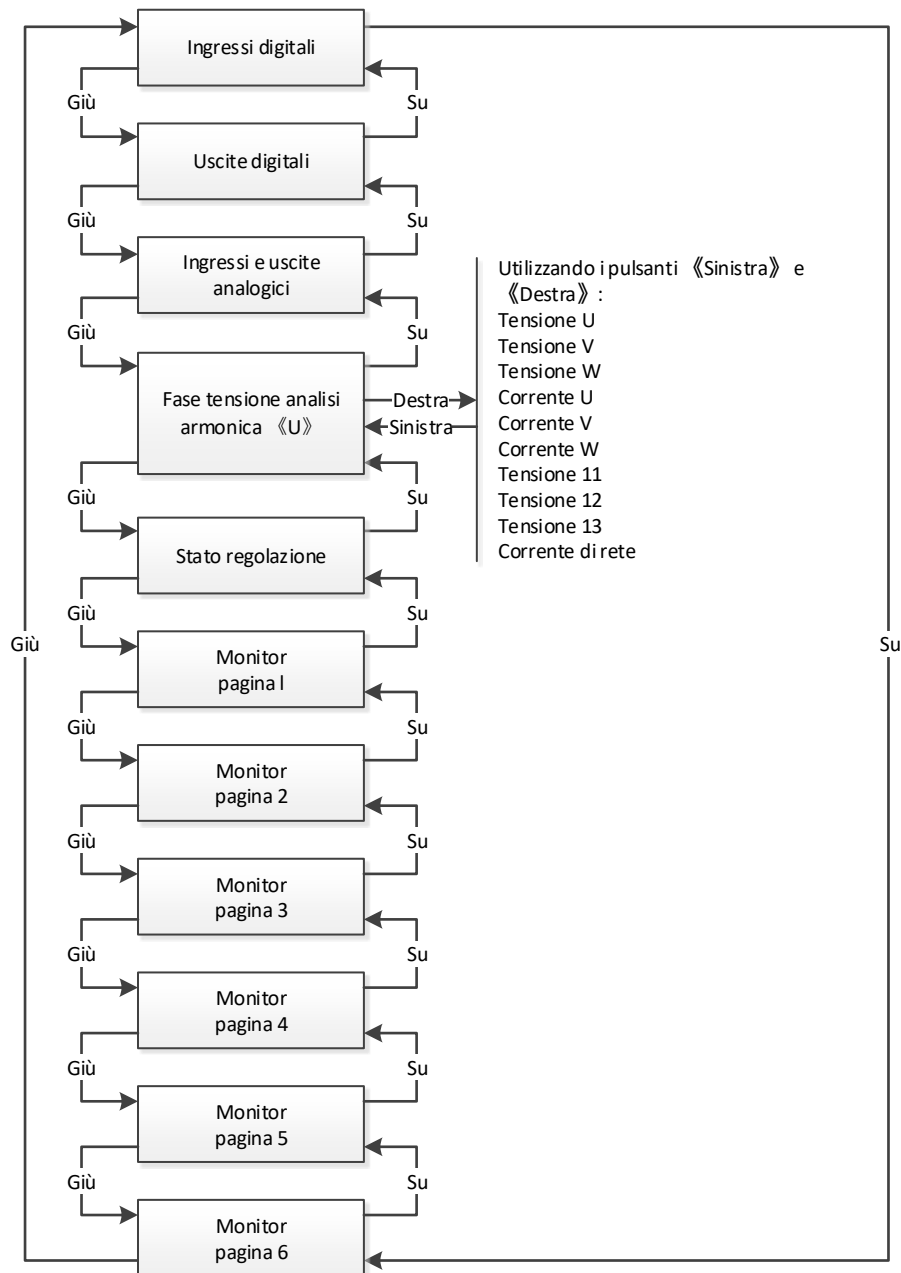 Ingressi digitali
Giù
Su
Uscite digitali
Giù
Su
Ingressi e uscite
analogici
Giù
Su
Fase tensione analisi
armonica 《U》
Destra
Sinistra
Utilizzando i pulsanti 《Sinistra》 e
《Destra》:
Tensione U
Tensione V
Tensione W
Corrente U
Corrente V
Corrente W
Tensione 11
Tensione 12
Tensione 13
Corrente di rete
Giù
Su
Stato regolazione
Giù
Su
Giù
Su
Monitor
pagina l
Giù
Su
Monitor
pagina 2
Giù
Su
Monitor
pagina 3
Giù
Su
Monitor
pagina 4
Giù
Su
Monitor
pagina 5
Giù
Su
Monitor
pagina 6